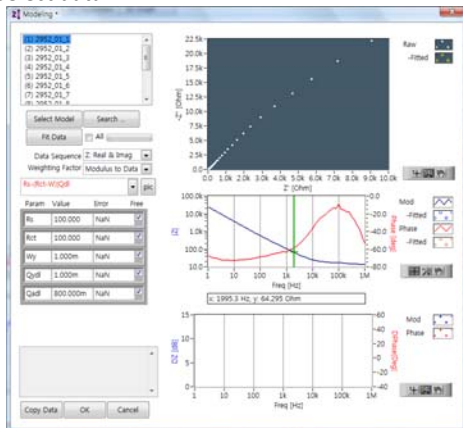 Modeling *
(1) 2952_01_1
(2) 2952_01_2
(3) 2952_01_3
(4) 2952_01_4
(5) 2952_01_5
(6) 2952_01_6
(7) 2952_01_7
(8) 2952_01_8
Select Model
Search ...
Fit Data
All
Data Sequence
Z: Real & Imag
Weighting Factor
Modulus to Data
pic
Param Value Error Free
Rs 100.000 NaN
Rct 100.000 NaN
Wy 1.000m NaN
Qydl 1.000m NaN
Qadl 800.000m NaN
Copy Data
OK
Cancel
-Z" [Ohm]
22.5k
20.0k
17.5k
15.0k
12.5k
10.0k
7.5k
5.0k
2.5k
0.0
0.0 1.0k 2.0k 3.0k 4.0k 5.0k 6.0k 7.0k 8.0k 9.0k 10.0k
Z' [Ohm]
Raw
-Fitted
|Z|
100.0k
10.0k
1.0k
100.0
10.0
1 10 100 1k 10k 100k 1M
Freq [Hz]
0.0
-20.0
-40.0
-60.0
-80.0
Phase [deg]
Mod
-Fitted
Phase
-Fitted
x: 1995.3 Hz, y: 64.295 Ohm
DZ [dB]
15
10
5
0
1 10 100 1k 10k 100k 1M
Freq [Hz]
60
40
20
0
-20
-40
DPhase[Deg]
Mod
Phase